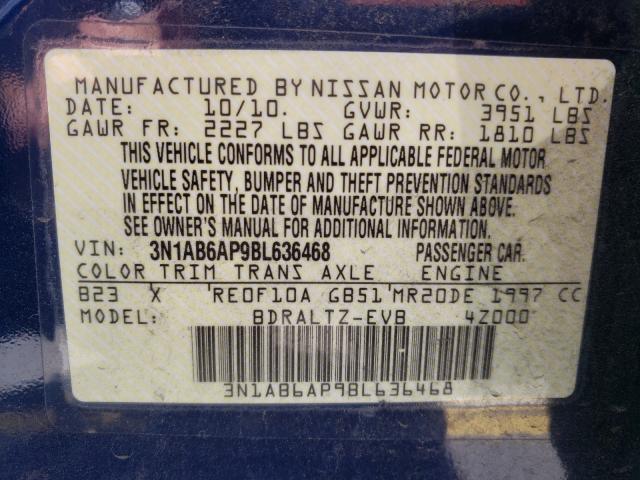 MANUFACTURED BY NISSAN MOTOR CO., LTD.
DATE: 10/10. GVWR: 3951 LBS
GAWR FR: 2227 LBS GAWR RR: 1810 LBS
THIS VEHICLE CONFORMS TO ALL APPLICABLE FEDERAL MOTOR
VEHICLE SAFETY, BUMPER AND THEFT PREVENTION STANDARDS
IN EFFECT ON THE DATE OF MANUFACTURE SHOWN ABOVE.
SEE OWNER'S MANUAL FOR ADDITIONAL INFORMATION.
VIN: 3N1AB6AP9BL636468 PASSENGER CAR.
COLOR TRIM TRANS AXLE ENGINE
B23 X 'RE0F10A GB51'MR20DE 1997 CC
MODEL: BDRALTZ-EVB 4Z000
3N1AB6AP9BL636468